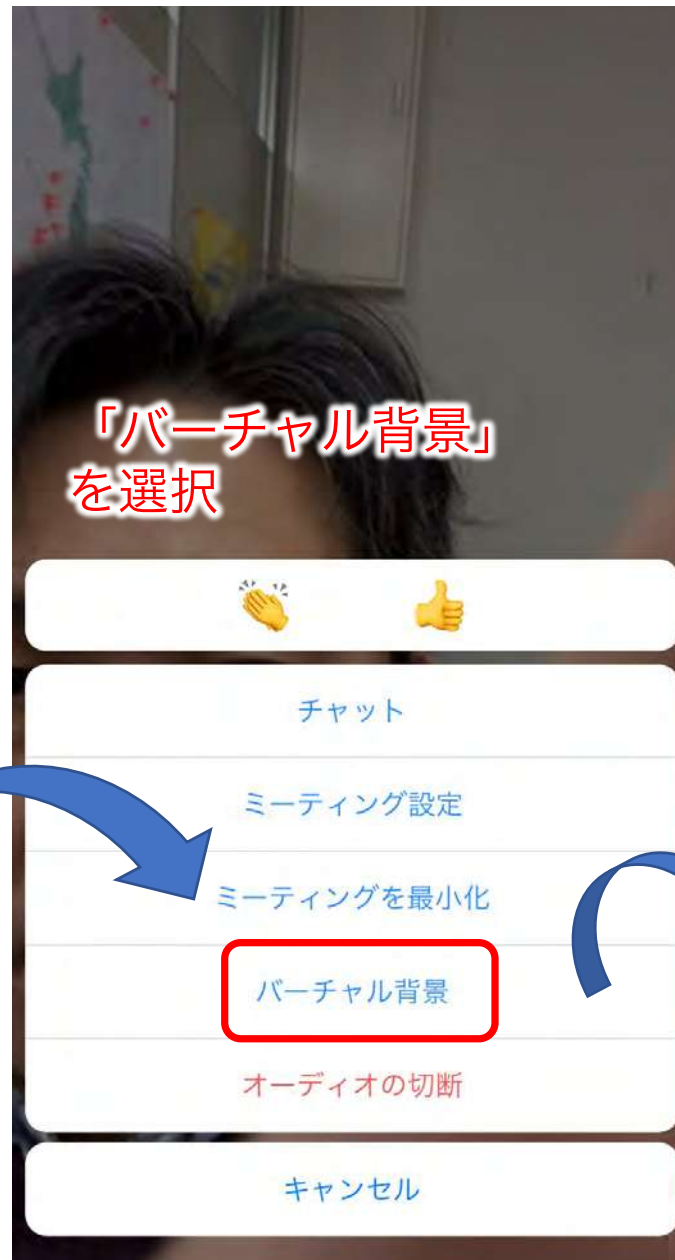 「バーチャル背景」
を選択
チャット
ミーティング設定
ミーティングを最小化
バーチャル背景
オーディオの切断
キャンセル